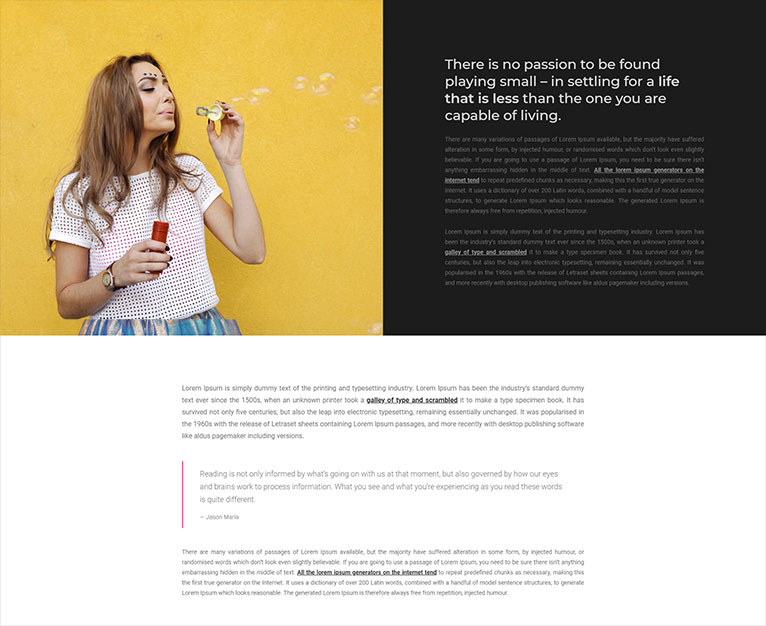 There is no passion to be found
playing small – in settling for a life
that is less than the one you are
capable of living.
There are many variations of passages of Lorem Ipsum available, but the majority have suffered
alteration in some form, by injected humour, or randomised words which don't look even slightly
believable. If you are going to use a passage of Lorem Ipsum, you need to be sure there isn't
anything embarrassing hidden in the middle of text. All the lorem ipsum generators on the
internet tend to repeat predefined chunks as necessary, making this the first true generator on the
Internet. It uses a dictionary of over 200 Latin words, combined with a handful of model sentence
structures, to generate Lorem Ipsum which looks reasonable. The generated Lorem Ipsum is
therefore always free from repetition, injected humour.
Lorem Ipsum is simply dummy text of the printing and typesetting industry. Lorem Ipsum has
been the industry's standard dummy text ever since the 1500s, when an unknown printer took a
galley of type and scrambled it to make a type specimen book. It has survived not only five
centuries, but also the leap into electronic typesetting, remaining essentially unchanged. It was
popularised in the 1960s with the release of Letraset sheets containing Lorem Ipsum passages,
and more recently with desktop publishing software like aldus pagemaker including versions.
Lorem Ipsum is simply dummy text of the printing and typesetting industry. Lorem Ipsum has been the industry's standard dummy
text ever since the 1500s, when an unknown printer took a galley of type and scrambled it to make a type specimen book. It has
survived not only five centuries, but also the leap into electronic typesetting, remaining essentially unchanged. It was popularised in
the 1960s with the release of Letraset sheets containing Lorem Ipsum passages, and more recently with desktop publishing software
like aldus pagemaker including versions.
Reading is not only informed by what's going on with us at that moment, but also governed by how our eyes
and brains work to process information. What you see and what you're experiencing as you read these words
is quite different.
— Jason Maria
There are many variations of passages of Lorem Ipsum available, but the majority have suffered alteration in some form, by injected humour, or
randomised words which don't look even slightly believable. If you are going to use a passage of Lorem Ipsum, you need to be sure there isn't anything
embarrassing hidden in the middle of text. All the lorem ipsum generators on the internet tend to repeat predefined chunks as necessary, making this
the first true generator on the Internet. It uses a dictionary of over 200 Latin words, combined with a handful of model sentence structures, to generate
Lorem Ipsum which looks reasonable. The generated Lorem Ipsum is therefore always free from repetition, injected humour.